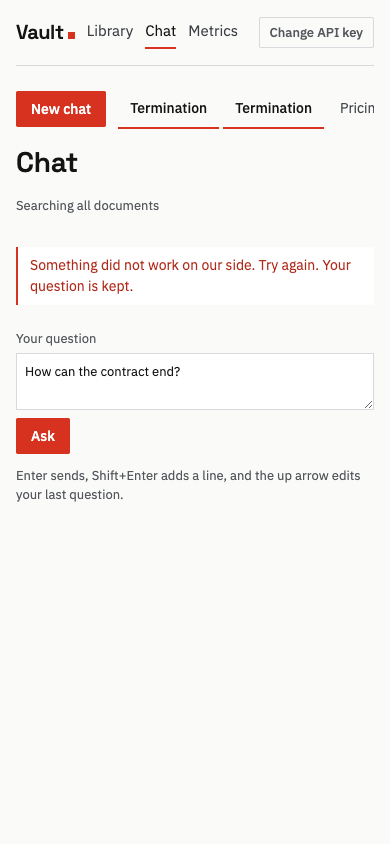 Vault Library Chat Metrics Change API key
New chat Termination Termination Pricin
Chat
Searching all documents
Something did not work on our side. Try again. Your
question is kept.
Your question
How can the contract end?
Ask
Enter sends, Shift+Enter adds a line, and the up arrow edits
your last question.